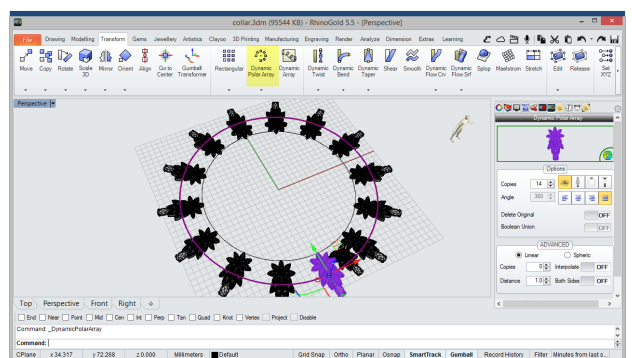 collar.3dm (95544 KB) - RhinoGold 5.5 - [Perspective]
File Drawing Modelling Transform Gems Jewellery Artistics Clayoo 3D Printing Manufacturing Engraving Render Analyze Dimension Extras Learning
Move Copy Rotate Scale 3D Mirror Orient Align Go to Center Gumball Transformer Rectangular Dynamic Polar Array Dynamic Array Dynamic Twist Dynamic Bend Dynamic Taper Shear Smooth Dynamic Flow Crv Dynamic Flow Srf Splop Maelstrom Stretch Edit Release Set XYZ
Perspective
Dynamic Polar Array
Options
Copies 14
Angle 360
Delete Original OFF
Boolean Union OFF
ADVANCED
Linear Spheric
Copies 0 Interpolate OFF
Distance 1.0 Both Sides OFF
Top Perspective Front Right
End Near Point Mid Cen Int Perp Tan Quad Knot Vertex Project Disable
Command: _DynamicPolarArray
Command:
CPlane x 34.317 y 72.268 z 0.000 Millimeters Default Grid Snap Ortho Planar Osnap SmartTrack Gumball Record History Filter Minutes from last s...